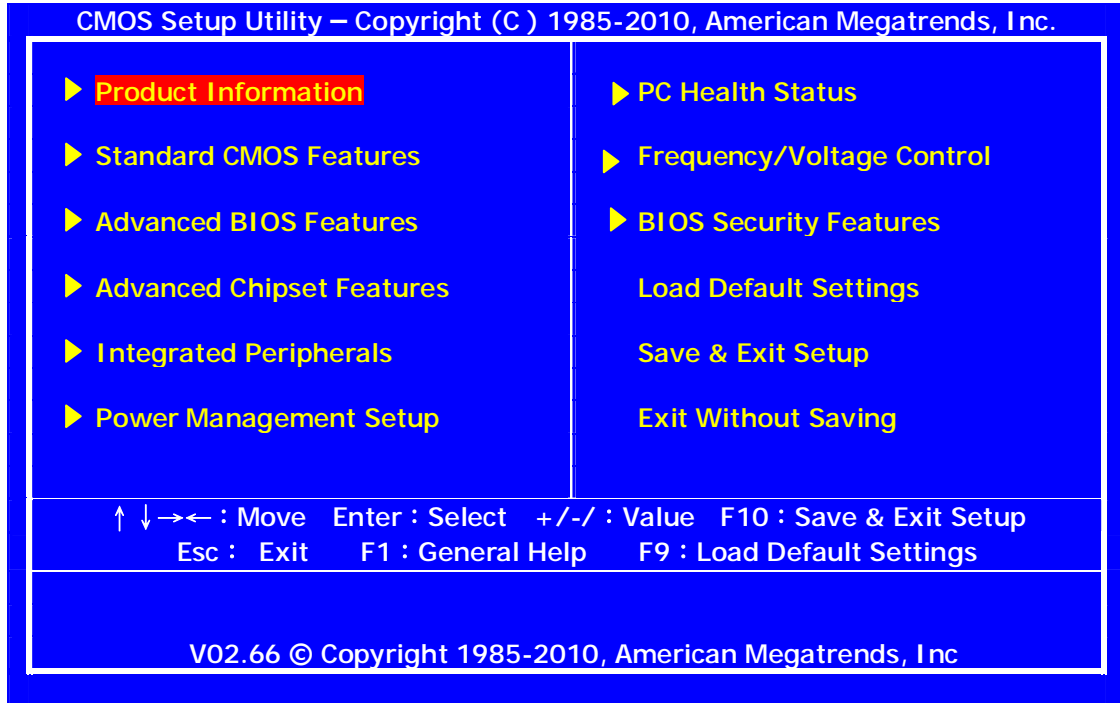 CMOS Setup Utility – Copyright (C ) 1985-2010, American Megatrends, Inc.
▶ Product Information
▶ Standard CMOS Features
▶ Advanced BIOS Features
▶ Advanced Chipset Features
▶ Integrated Peripherals
▶ Power Management Setup
▶ PC Health Status
▶ Frequency/Voltage Control
▶ BIOS Security Features
Load Default Settings
Save & Exit Setup
Exit Without Saving
↑↓→←：Move Enter：Select +/-/：Value F10：Save & Exit Setup
Esc： Exit F1：General Help F9：Load Default Settings
V02.66 © Copyright 1985-2010, American Megatrends, Inc